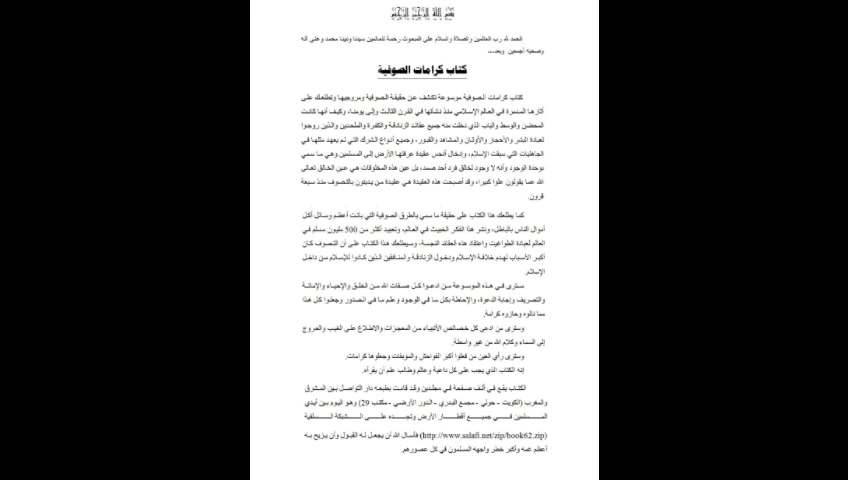 بسم الله الرحمن الرحيم
الحمد لله رب العالمين والصلاة والسلام على المبعوث رحمة للعالمين سيدنا ونبينا محمد وعلى آله
وصحبه أجمعين وبعد،،،
كتاب كرامات الصوفية
كتاب كرامات الصوفية موسوعة تكشف عن حقيقة الصوفية ومروجيها وتطلعك على
آثارها المدمرة في العالم الإسلامي منذ نشأتها في القرن الثالث وإلى يومنا، وكيف أنها كانت
المحضن والوسط والباب الذي دخلت منه جميع عقائد الزنادقة والكفرة والملحدين والذين روجوا
لعبادة البشر والأحجار والأوثان والمشاهد والقبور، وجميع أنواع الشرك التي لم يعهد مثلها في
الجاهليات التي سبقت الإسلام، وإدخال أنجس عقيدة عرفتها الأرض إلى المسلمين وهي ما سمي
بوحدة الوجود وأنه لا وجود لخالق فرد أحد صمد، بل عين هذه المخلوقات هي عين الخالق تعالى
الله عما يقولون علوا كبيرا، وقد أصبحت هذه العقيدة هي عقيدة من يدينون بالتصوف منذ سبعة
قرون.
كما يطلعك هذا الكتاب على حقيقة ما سمي بالطرق الصوفية التي باتت أعظم وسائل أكل
أموال الناس بالباطل، ونشر هذا الفكر الخبيث في العالم، وتعبيد أكثر من 500 مليون مسلم في
العالم لعبادة الطواغيت واعتقاد هذه العقائد النجسة، وسيطلعك هذا الكتاب على أن التصوف كان
أكبر الأسباب لهدم خلافة الإسلام ودخول الزنادقة والمنافقين الذين كادوا للإسلام من داخل
الإسلام.
سترى في هذه الموسوعة من ادعوا كل صفات الله من الخلق والإحياء والإماتة
والتصريف وإجابة الدعوة، والإحاطة بكل ما في الوجود وعلم ما في الصدور وجعلوا كل هذا
مما نالوه وحازوه كرامة.
وسترى من ادعى كل خصائص الأنبياء من المعجزات والاطلاع على الغيب والعروج
إلى السماء وكلام الله من غير واسطة.
وسترى رأي العين من فعلوا أكبر الفواحش والموبقات وجعلوها كرامات.
إنه الكتاب الذي يجب على كل داعية وعالم وطالب علم أن يقرأه.
الكتاب يقع في ألف صفحة في مجلدين وقد قامت بطبعه دار التواصل بين المشرق
والمغرب (الكويت - حولي - مجمع البدري - الدور الأرضي - مكتب 29) وهو اليوم بين أيدي
المسلمين في جميع أقطار الأرض وتجده على الشبكة السلفية
(http://www.salafi.net/zip/book62.zip) فأسأل الله أن يجعل له القبول وأن يزيح به
أعظم غمة وأكبر خطر واجهه المسلمون في كل عصورهم.